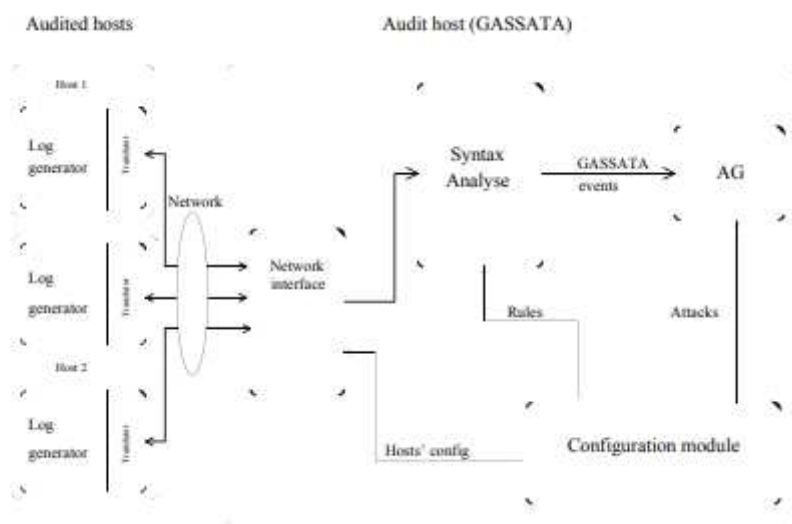 Audited hosts
Audit host (GASSATA)
Host 1
Log
generator
Translator
Network
Log
generator
Translator
Host 2
Log
generator
Translator
Network
interface
Syntax
Analyse
GASSATA
events
AG
Rules
Attacks
Hosts' config
Configuration module